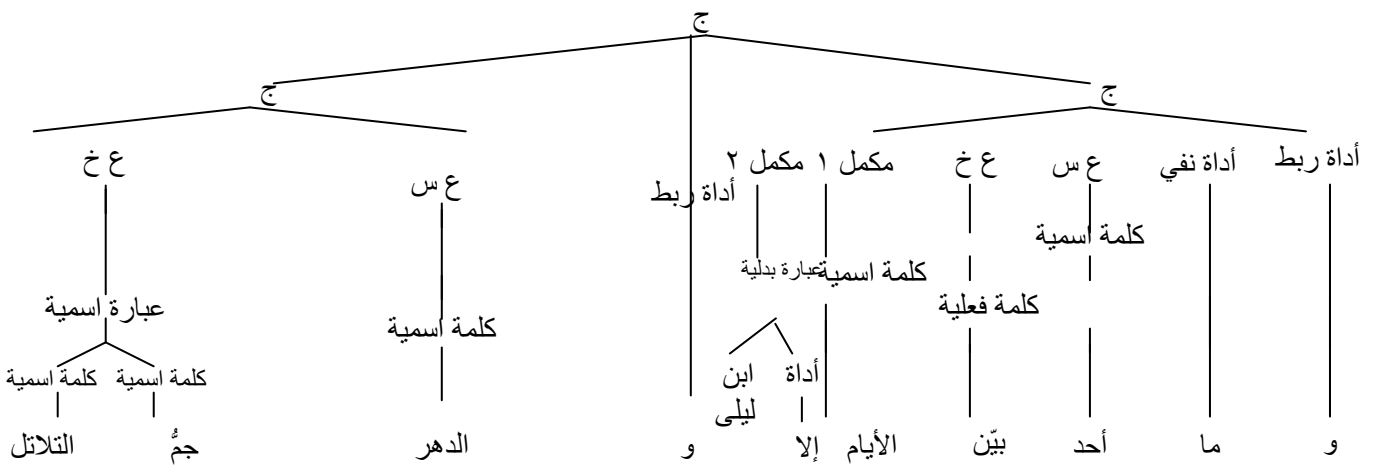 ج
ج
ج
أداة ربط
أداة نفي
ع س
ع خ
مكمل ١
مكمل ٢
أداة ربط
ع س
ع خ
كلمة اسمية
كلمة اسمية
عبارة بدلية
كلمة فعلية
كلمة اسمية
عبارة اسمية
أداة
ابن
ليلى
كلمة اسمية
كلمة اسمية
و
ما
أحد
بيّن
الأيام
إلا
و
الدهر
جمُّ
التلاتل